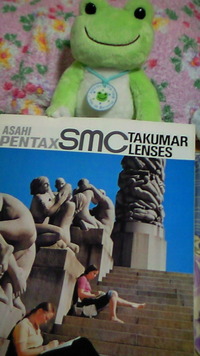 ASAHI
PENTAX SMC TAKUMAR
LENSES